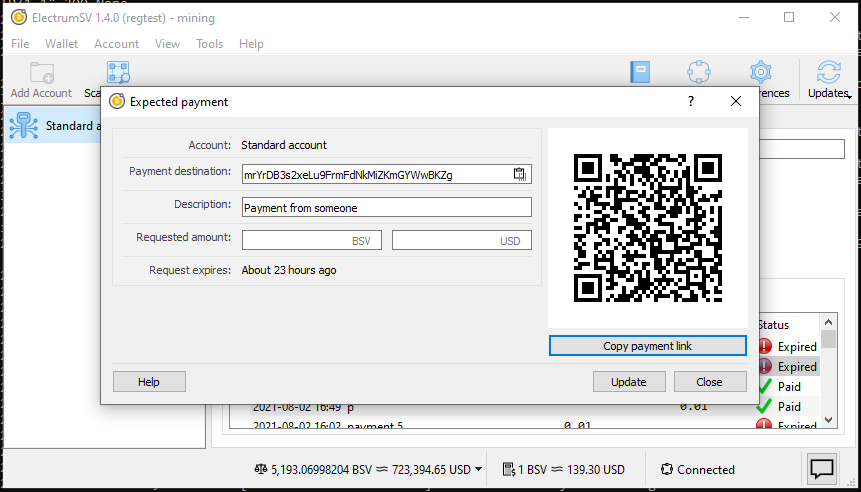 ElectrumSV 1.4.0 (regtest) - mining
File Wallet Account View Tools Help
Add Account
Updates
Standard a
Expected payment
?
Account: Standard account
Payment destination: mrYrDB3s2xeLu9FrmFdNkMiZKmGYWwBKZg
Description: Payment from someone
Requested amount: BSV USD
Request expires: About 23 hours ago
Copy payment link
Help Update Close
Status
Expired
Expired
Paid
2021-08-02 16:49 p 0.01 Paid
2021-08-02 16:02 payment 5 0.01 Expired
5,193.06998204 BSV ≈ 723,394.65 USD
1 BSV ≈ 139.30 USD
Connected